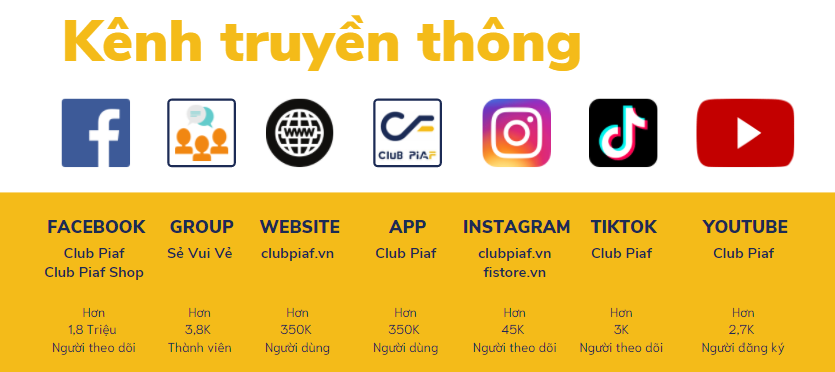 Kênh truyền thông
www
CluB PiAF
FACEBOOK
Club Piaf
Club Piaf Shop
Hơn
1,8 Triệu
Người theo dõi
GROUP
Sẻ Vui Vẻ
Hơn
3,8K
Thành viên
WEBSITE
clubpiaf.vn
Hơn
350K
Người dùng
APP
Club Piaf
Hơn
350K
Người dùng
INSTAGRAM
clubpiaf.vn
fistore.vn
Hơn
45K
Người theo dõi
TIKTOK
Club Piaf
Hơn
3K
Người theo dõi
YOUTUBE
Club Piaf
Hơn
2,7K
Người đăng ký